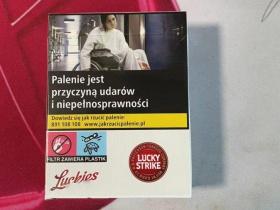 Palenie jest
przyczyną udarów
i niepełnosprawności
Dowiedz się jak rzucić palenie:
801 108 108 www.jakrzucicpalenie.pl
FILTR ZAWIERA PLASTIK
Luckies
LUCKY
STRIKE